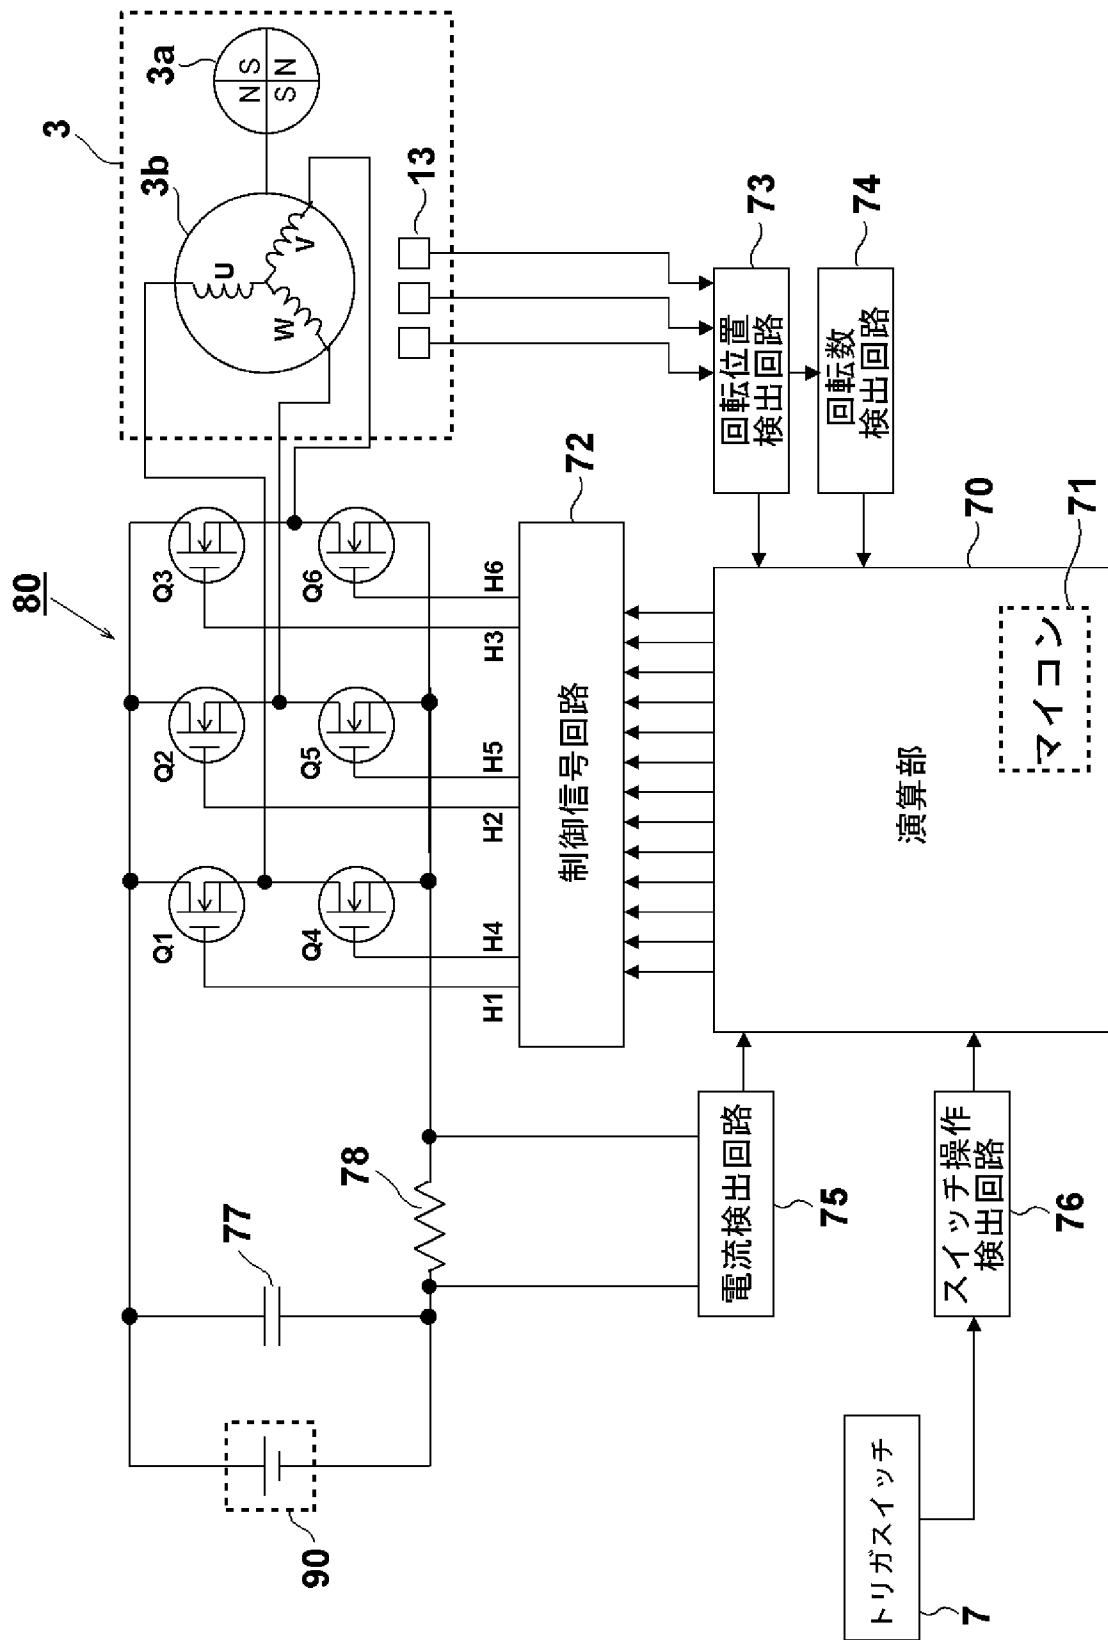 80
3
3a
N
S
S
N
3b
U
V
W
13
Q1
Q2
Q3
Q4
Q5
Q6
H1
H4
H2
H5
H3
H6
90
77
78
72
制御信号回路
回転位置
検出回路
73
回転数
検出回路
74
電流検出回路
75
演算部
70
マイコン
71
スイッチ操作
検出回路
76
トリガスイッチ
7